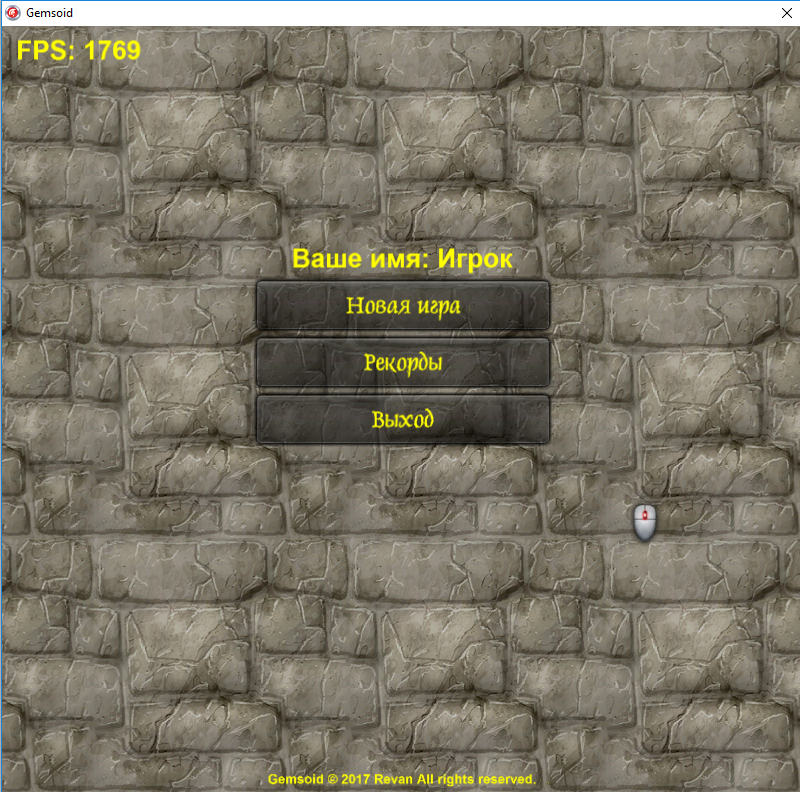 Gemsoid
FPS: 1769
Ваше имя: Игрок
Новая игра
Рекорды
Выход
Gemsoid © 2017 Revan All rights reserved.